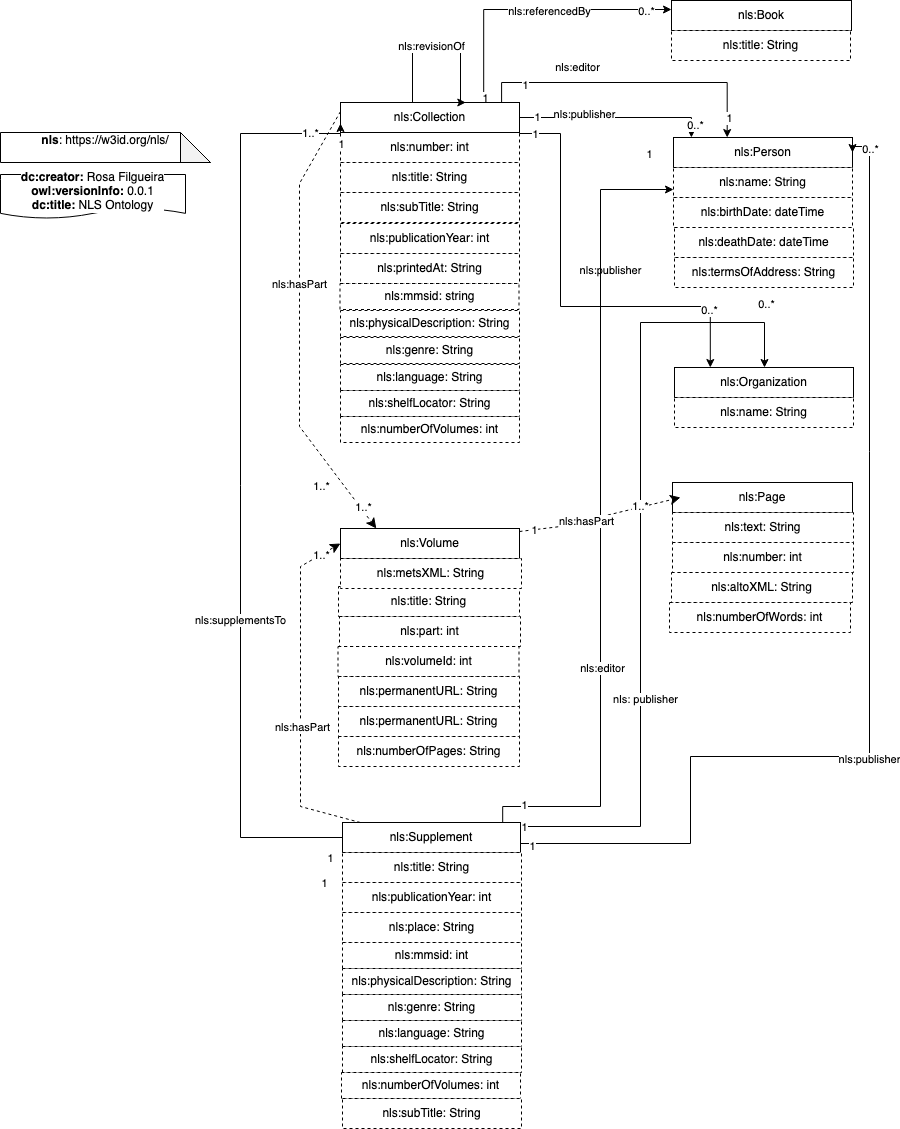 nls:referencedBy
0..*
nls:Book
nls:title: String
nls:revisionOf
nls:editor
1
1
nls:Collection
1
nls:publisher
0..*
1
nls: https://w3id.org/nls/
dc:creator: Rosa Filgueira
owl:versionInfo: 0.0.1
dc:title: NLS Ontology
1..*
1
1
nls:number: int
nls:title: String
nls:subTitle: String
nls:publicationYear: int
nls:printedAt: String
nls:mmsid: string
nls:physicalDescription: String
nls:genre: String
nls:language: String
nls:shelfLocator: String
nls:numberOfVolumes: int
1
nls:Person
0..*
nls:name: String
nls:birthDate: dateTime
nls:deathDate: dateTime
nls:termsOfAddress: String
nls:hasPart
nls:publisher
0..*
0..*
nls:Organization
nls:name: String
1..*
1..*
1
nls:hasPart
1..*
nls:Page
nls:text: String
nls:number: int
nls:altoXML: String
nls:numberOfWords: int
nls:Volume
1..*
nls:metsXML: String
nls:title: String
nls:part: int
nls:volumeId: int
nls:permanentURL: String
nls:permanentURL: String
nls:numberOfPages: String
nls:supplementsTo
nls:hasPart
nls:editor
nls: publisher
nls:publisher
1
1
1
nls:Supplement
1
1
nls:title: String
nls:publicationYear: int
nls:place: String
nls:mmsid: int
nls:physicalDescription: String
nls:genre: String
nls:language: String
nls:shelfLocator: String
nls:numberOfVolumes: int
nls:subTitle: String